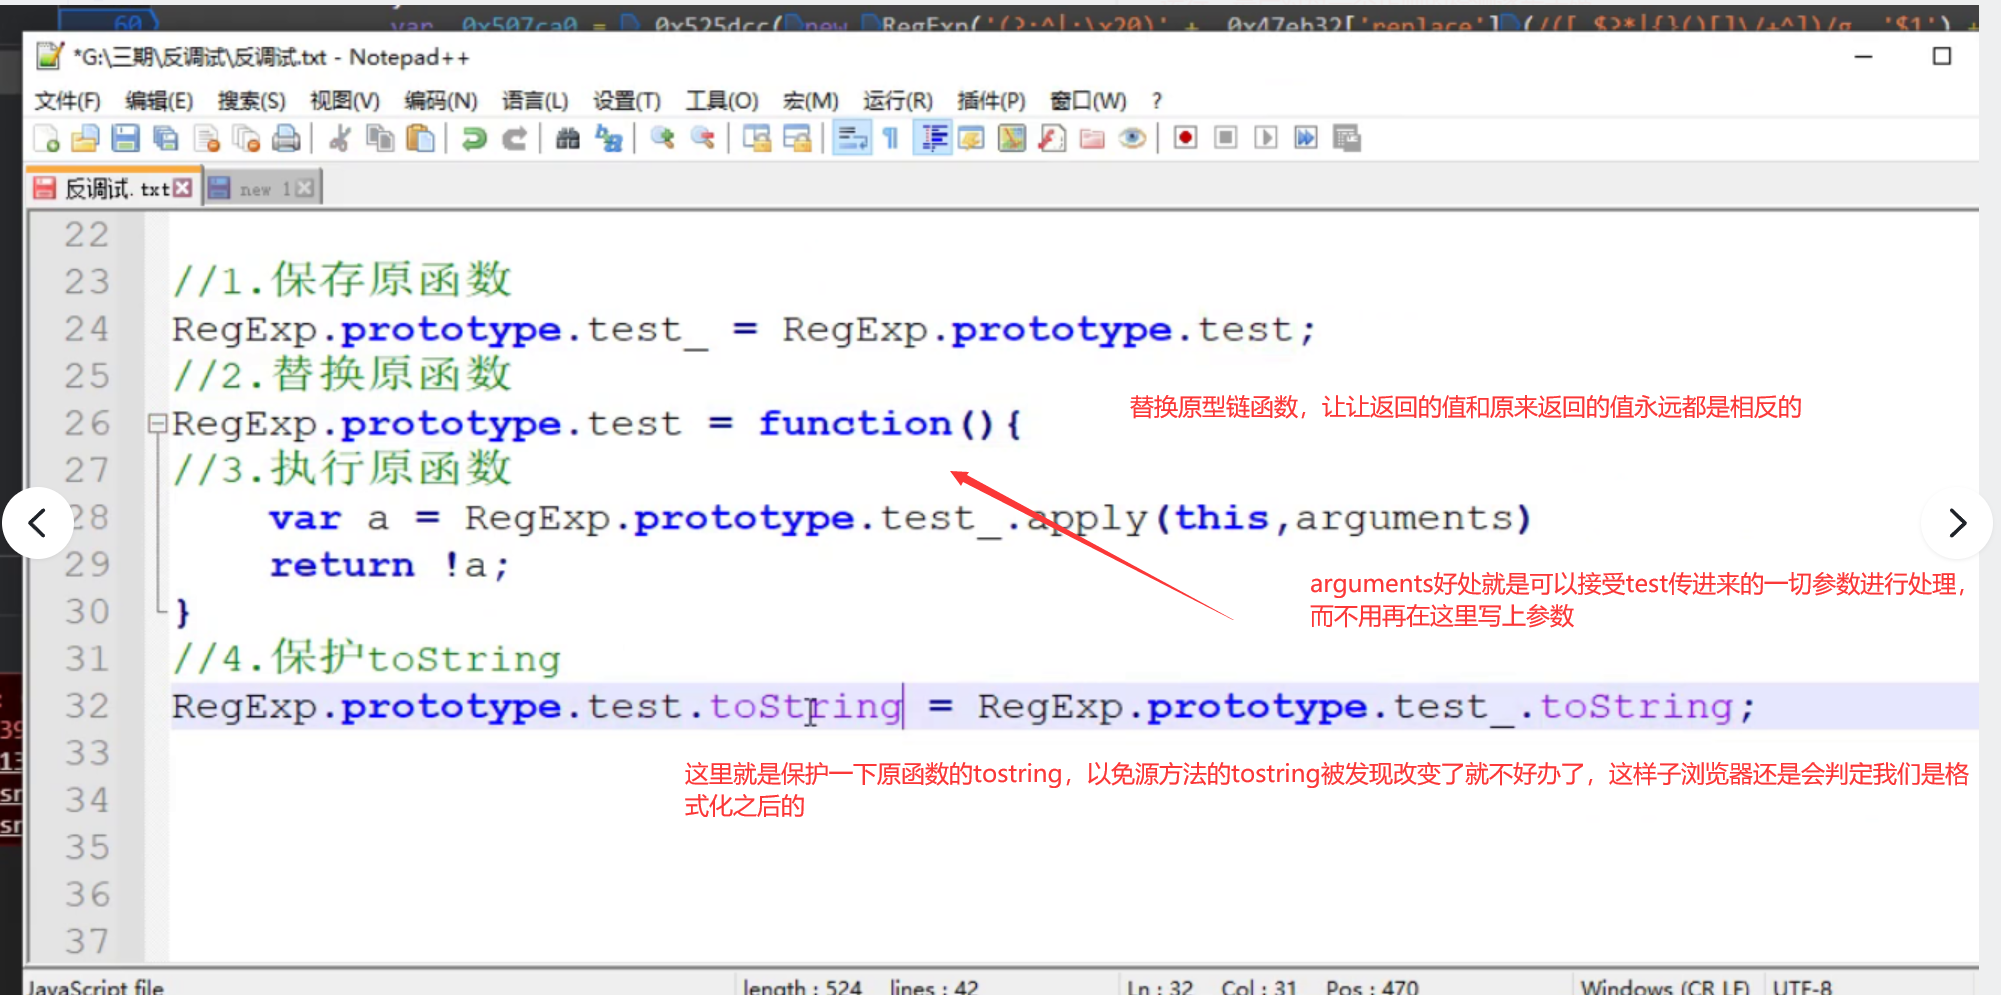 60 var _0x507ca0 = _0x525dcc(new RegExp('(?:^|;\x20)' + _0x47eb32['replace'](/([.$?*|{}()[]\/+^])/g, '$1') +
*G:\三期\反调试\反调试.txt - Notepad++
文件(F) 编辑(E) 搜索(S) 视图(V) 编码(N) 语言(L) 设置(T) 工具(O) 宏(M) 运行(R) 插件(P) 窗口(W) ?
反调试.txt new 1
22
23 //1.保存原函数
24 RegExp.prototype.test_ = RegExp.prototype.test;
25 //2.替换原函数
替换原型链函数，让让返回的值和原来返回的值永远都是相反的
26 RegExp.prototype.test = function(){
27 //3.执行原函数
28 var a = RegExp.prototype.test_.apply(this,arguments)
29 return !a;
arguments好处就是可以接受test传进来的一切参数进行处理，
而不用再在这里写上参数
30 }
31 //4.保护toString
32 RegExp.prototype.test.toString = RegExp.prototype.test_.toString;
33
这里就是保护一下原函数的tostring，以免源方法的tostring被发现改变了就不好办了，这样子浏览器还是会判定我们是格
式化之后的
34
35
36
37
JavaScript file length : 524 lines : 42 Ln : 32 Col : 31 Pos : 470 Windows (CR LF) UTF-8